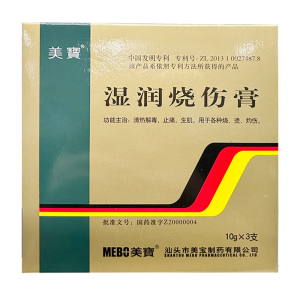 美寶®
中国发明专利 专利号: ZL 2013 1 0027487.8
该产品系依照专利方法所获得的产品
湿润烧伤膏
功能主治：清热解毒，止痛，生肌。用于各种烧、烫、灼伤。
批准文号：国药准字Z20000004
10g×3支
MEBO美寶® 汕头市美宝制药有限公司
SHANTOU MEBO PHARMACEUTICAL CO., LTD.